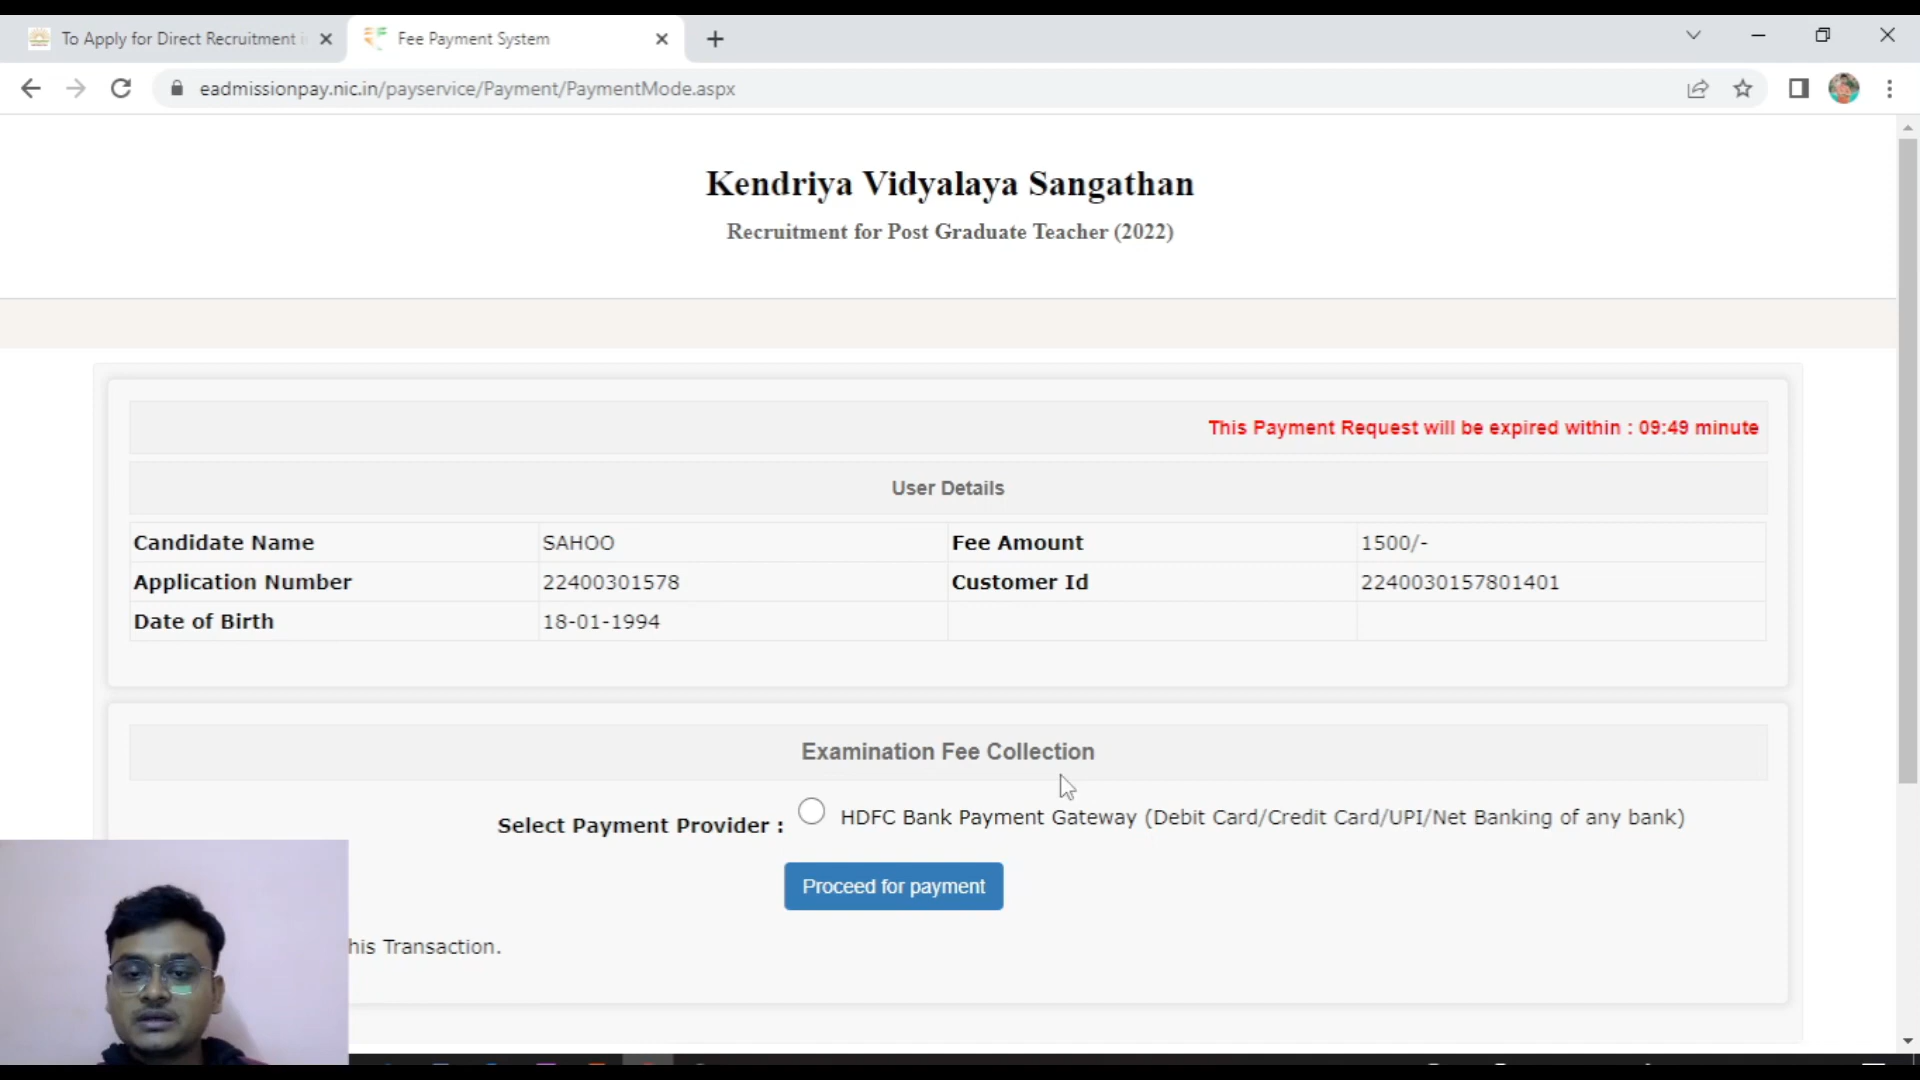 To Apply for Direct Recruitment i
Fee Payment System
eadmissionpay.nic.in/payservice/Payment/PaymentMode.aspx
Kendriya Vidyalaya Sangathan
Recruitment for Post Graduate Teacher (2022)
This Payment Request will be expired within : 09:49 minute
User Details
Candidate Name SAHOO Fee Amount 1500/-
Application Number 22400301578 Customer Id 2240030157801401
Date of Birth 18-01-1994
Examination Fee Collection
Select Payment Provider : HDFC Bank Payment Gateway (Debit Card/Credit Card/UPI/Net Banking of any bank)
Proceed for payment
his Transaction.